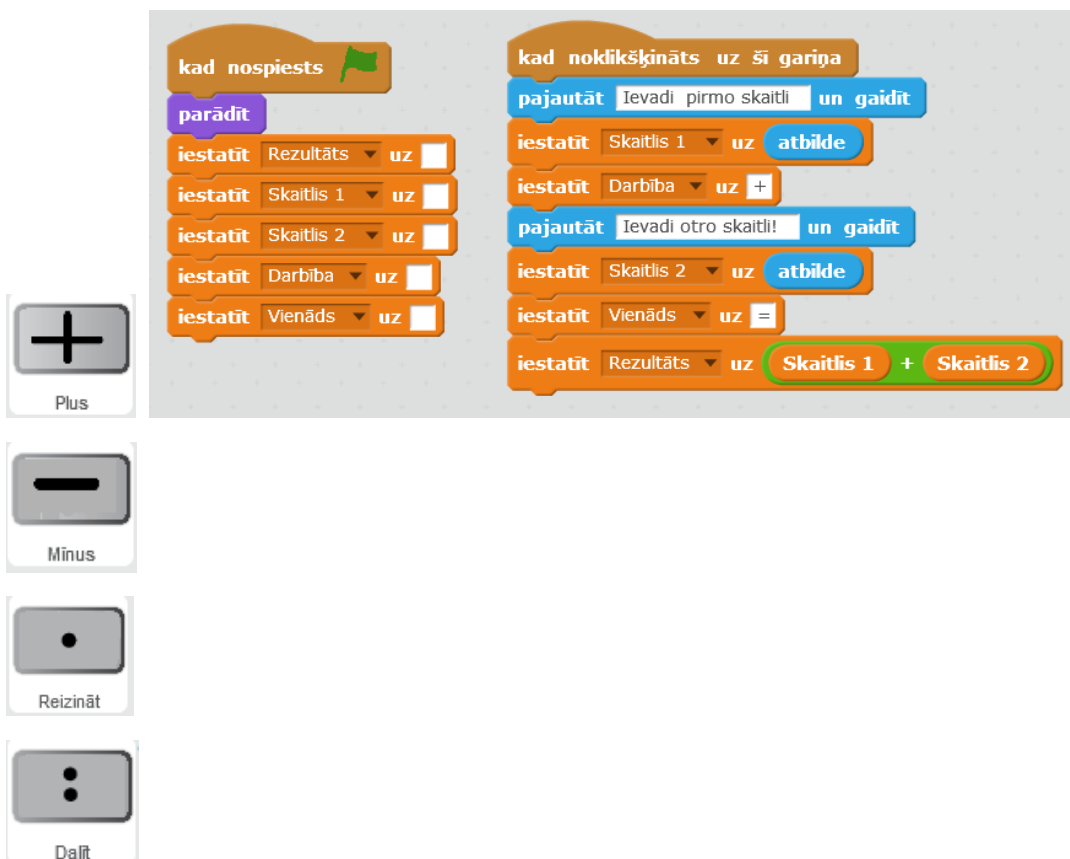 kad nospiests
parādīt
iestatīt Rezultāts uz
iestatīt Skaitlis 1 uz
iestatīt Skaitlis 2 uz
iestatīt Darbība uz
iestatīt Vienāds uz
kad noklikšķināts uz šī gariņa
pajautāt Ievadi pirmo skaitli un gaidīt
iestatīt Skaitlis 1 uz atbilde
iestatīt Darbība uz +
pajautāt Ievadi otro skaitli! un gaidīt
iestatīt Skaitlis 2 uz atbilde
iestatīt Vienāds uz =
iestatīt Rezultāts uz Skaitlis 1 + Skaitlis 2
Plus
Mīnus
Reizināt
Dalīt